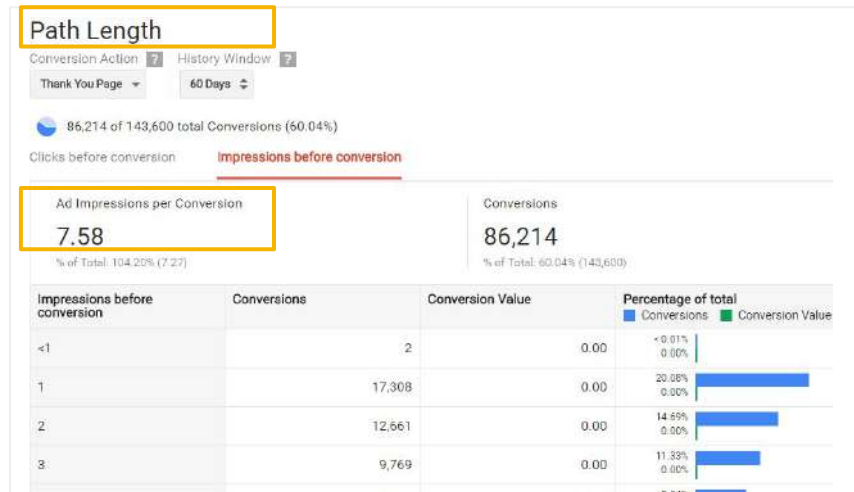 Path Length
Conversion Action ? History Window ?
Thank You Page 60 Days
86,214 of 143,600 total Conversions (60.04%)
Clicks before conversion Impressions before conversion
Ad Impressions per Conversion Conversions
7.58 86,214
% of Total: 104.20% (7.27) % of Total: 60.04% (143,600)
Impressions before conversion Conversions Conversion Value Percentage of total
Conversions Conversion Value
<1 2 0.00 <0.01%
0.00%
1 17,308 0.00 20.08%
0.00%
2 12,661 0.00 14.69%
0.00%
3 9,769 0.00 11.33%
0.00%